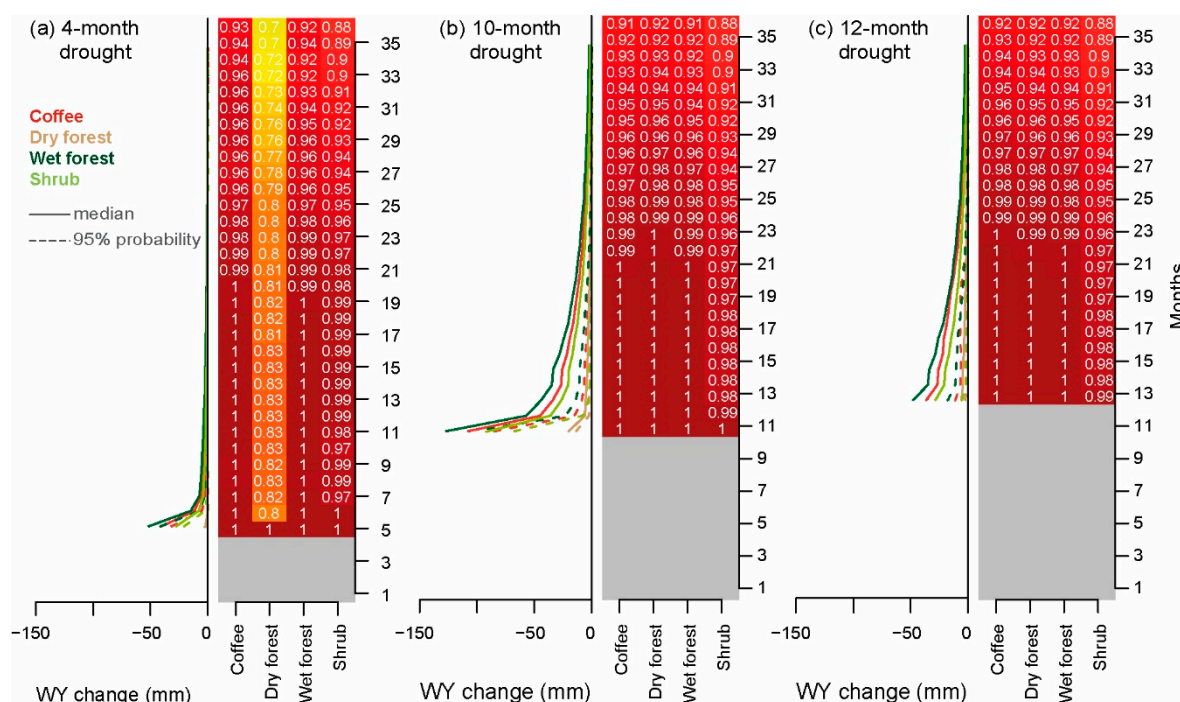 (a) 4-month
drought
Coffee
Dry forest
Wet forest
Shrub
median
95% probability
0.93 0.7 0.92 0.88
0.94 0.7 0.94 0.89
0.94 0.72 0.92 0.9
0.96 0.72 0.92 0.9
0.96 0.73 0.93 0.91
0.96 0.74 0.94 0.92
0.96 0.76 0.95 0.92
0.96 0.76 0.96 0.93
0.96 0.77 0.96 0.94
0.96 0.78 0.96 0.94
0.96 0.79 0.96 0.95
0.97 0.8 0.97 0.95
0.98 0.8 0.98 0.96
0.98 0.8 0.99 0.97
0.99 0.8 0.99 0.97
0.99 0.81 0.99 0.98
1 0.81 0.99 0.98
1 0.82 1 0.99
1 0.82 1 0.99
1 0.81 1 0.99
1 0.83 1 0.99
1 0.83 1 0.99
1 0.83 1 0.99
1 0.83 1 0.99
1 0.83 1 0.98
1 0.83 1 0.97
1 0.82 1 0.99
1 0.83 1 0.99
1 0.82 1 0.97
1 0.8 1 1
1 1 1 1
35
33
31
29
27
25
23
21
19
17
15
13
11
9
7
5
3
1
−150 −50 0
Coffee
Dry forest
Wet forest
Shrub
WY change (mm)
(b) 10-month
drought
0.91 0.92 0.91 0.88
0.92 0.92 0.92 0.89
0.93 0.92 0.93 0.9
0.93 0.94 0.93 0.9
0.94 0.94 0.94 0.91
0.95 0.95 0.94 0.92
0.95 0.96 0.95 0.92
0.96 0.96 0.96 0.93
0.96 0.97 0.96 0.94
0.97 0.97 0.97 0.94
0.97 0.98 0.98 0.95
0.98 0.98 0.98 0.95
0.98 0.99 0.99 0.96
0.99 1 0.99 0.96
0.99 1 0.99 0.96
1 1 1 0.97
1 1 1 0.97
1 1 1 0.97
1 1 1 0.98
1 1 1 0.98
1 1 1 0.98
1 1 1 0.98
1 1 1 0.98
1 1 1 0.98
1 1 1 0.99
1 1 1 1
35
33
31
29
27
25
23
21
19
17
15
13
11
9
7
5
3
1
−150 −50 0
Coffee
Dry forest
Wet forest
Shrub
WY change (mm)
(c) 12-month
drought
0.92 0.92 0.92 0.88
0.92 0.93 0.92 0.89
0.93 0.93 0.93 0.9
0.94 0.94 0.93 0.9
0.94 0.94 0.94 0.91
0.95 0.95 0.95 0.92
0.96 0.95 0.95 0.92
0.97 0.96 0.96 0.93
0.97 0.97 0.97 0.94
0.98 0.98 0.97 0.94
0.98 0.98 0.98 0.95
0.99 0.99 0.98 0.95
0.99 0.99 0.99 0.96
1 0.99 0.99 0.96
1 1 1 0.96
1 1 1 0.97
1 1 1 0.97
1 1 1 0.97
1 1 1 0.98
1 1 1 0.98
1 1 1 0.98
1 1 1 0.98
1 1 1 0.98
1 1 1 0.99
35
33
31
29
27
25
23
21
19
17
15
13
11
9
7
5
3
1
Months
−150 −50 0
Coffee
Dry forest
Wet forest
Shrub
WY change (mm)